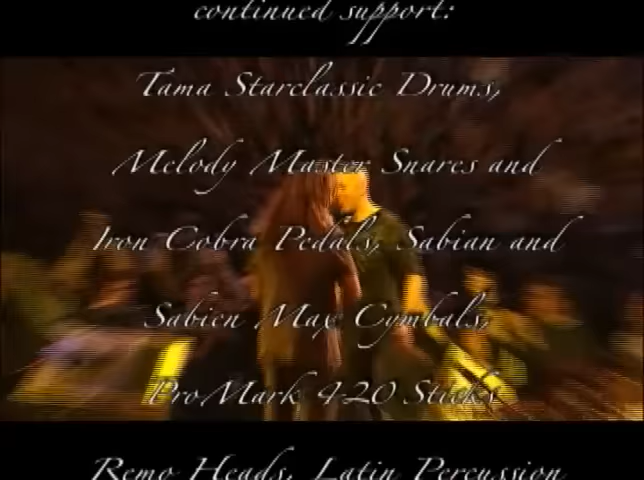 continued support:
Tama Starclassic Drums,
Melody Master Snares and
Iron Cobra Pedals, Sabian and
Sabien Max Cymbals,
ProMark 420 Sticks
Remo Heads, Latin Percussion